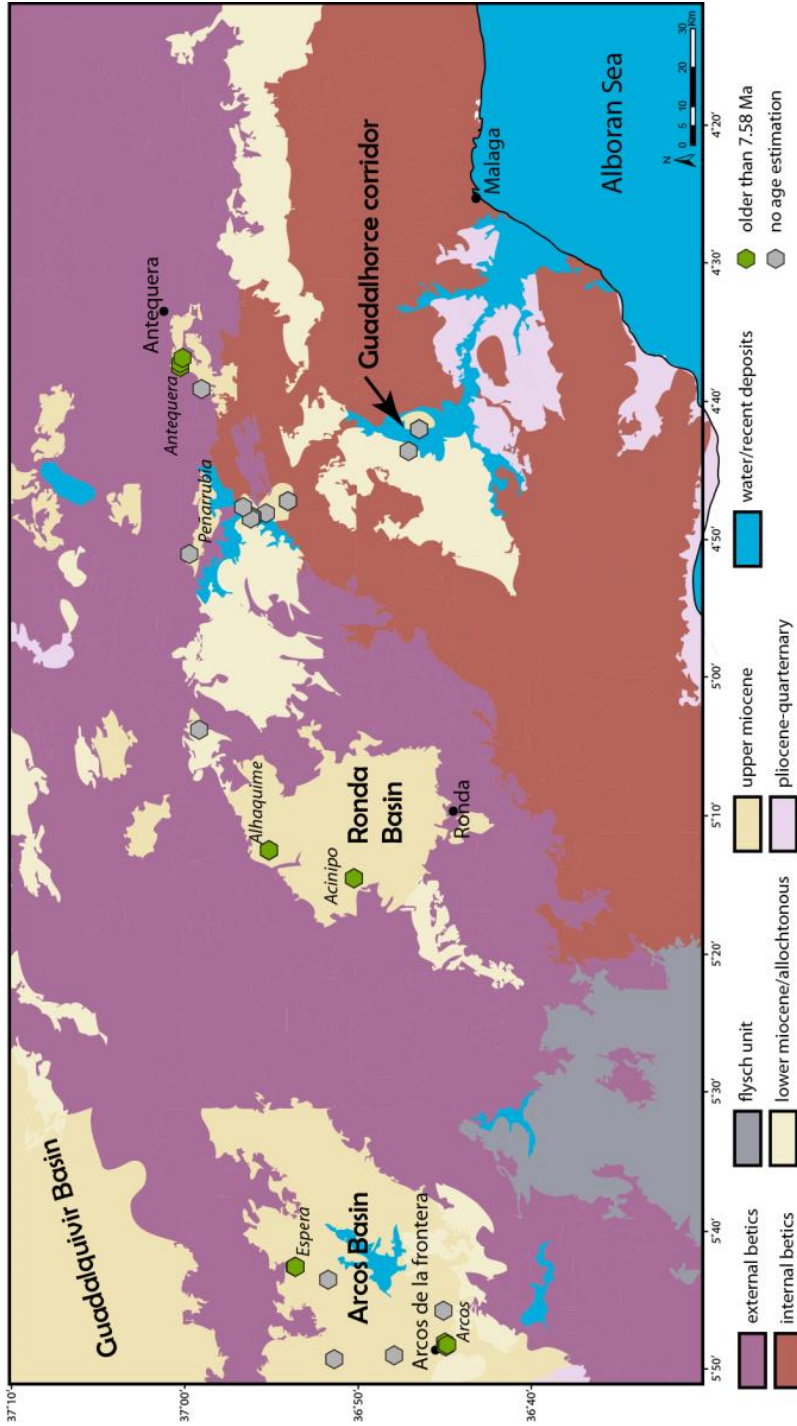 Guadalquivir Basin
Antequera
Antequera
Peñarrubia
Alhaquime
Acinipo
Ronda
Basin
Ronda
Espera
Arcos Basin
Arcos de la frontera
Arcos
Guadalhorce corridor
Malaga
Alboran Sea
N
0 5 10 20 30
Km
37°10'
37°00'
36°50'
36°40'
5°50'
5°40'
5°30'
5°20'
5°10'
5°00'
4°50'
4°40'
4°30'
4°20'
external betics
flysch unit
upper miocene
water/recent deposits
older than 7.58 Ma
internal betics
lower miocene/allochtonous
pliocene-quarternary
no age estimation